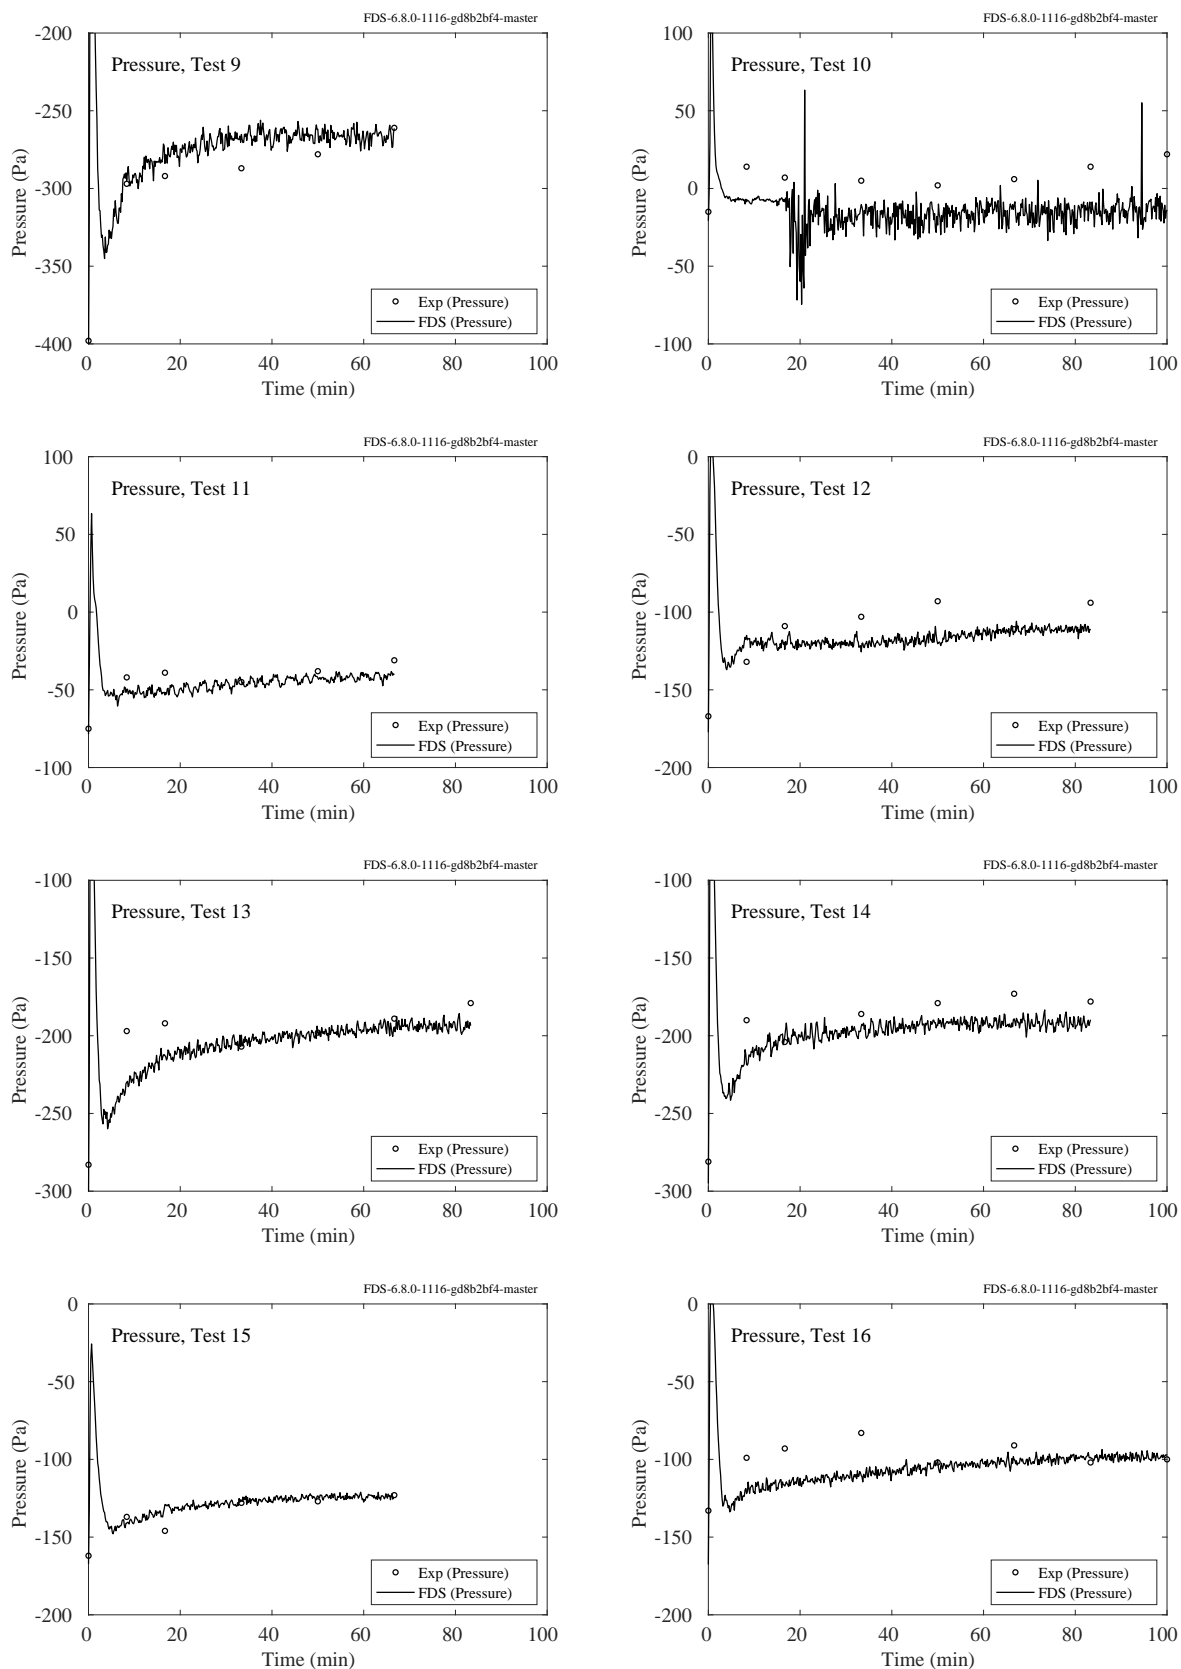 FDS-6.8.0-1116-gd8b2bf4-master
Pressure, Test 9
-200
-250
-300
-350
-400
Pressure (Pa)
0 20 40 60 80 100
Time (min)
Exp (Pressure)
FDS (Pressure)
FDS-6.8.0-1116-gd8b2bf4-master
Pressure, Test 10
100
50
0
-50
-100
Pressure (Pa)
0 20 40 60 80 100
Time (min)
Exp (Pressure)
FDS (Pressure)
FDS-6.8.0-1116-gd8b2bf4-master
Pressure, Test 11
100
50
0
-50
-100
Pressure (Pa)
0 20 40 60 80 100
Time (min)
Exp (Pressure)
FDS (Pressure)
FDS-6.8.0-1116-gd8b2bf4-master
Pressure, Test 12
0
-50
-100
-150
-200
Pressure (Pa)
0 20 40 60 80 100
Time (min)
Exp (Pressure)
FDS (Pressure)
FDS-6.8.0-1116-gd8b2bf4-master
Pressure, Test 13
-100
-150
-200
-250
-300
Pressure (Pa)
0 20 40 60 80 100
Time (min)
Exp (Pressure)
FDS (Pressure)
FDS-6.8.0-1116-gd8b2bf4-master
Pressure, Test 14
-100
-150
-200
-250
-300
Pressure (Pa)
0 20 40 60 80 100
Time (min)
Exp (Pressure)
FDS (Pressure)
FDS-6.8.0-1116-gd8b2bf4-master
Pressure, Test 15
0
-50
-100
-150
-200
Pressure (Pa)
0 20 40 60 80 100
Time (min)
Exp (Pressure)
FDS (Pressure)
FDS-6.8.0-1116-gd8b2bf4-master
Pressure, Test 16
0
-50
-100
-150
-200
Pressure (Pa)
0 20 40 60 80 100
Time (min)
Exp (Pressure)
FDS (Pressure)